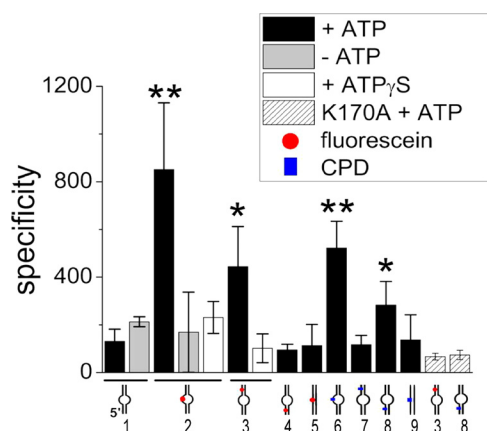 + ATP
- ATP
+ ATPγS
K170A + ATP
fluorescein
CPD
specificity
1200
800
400
0
**
*
**
*
5'
1 2 3 4 5 6 7 8 9 3 8